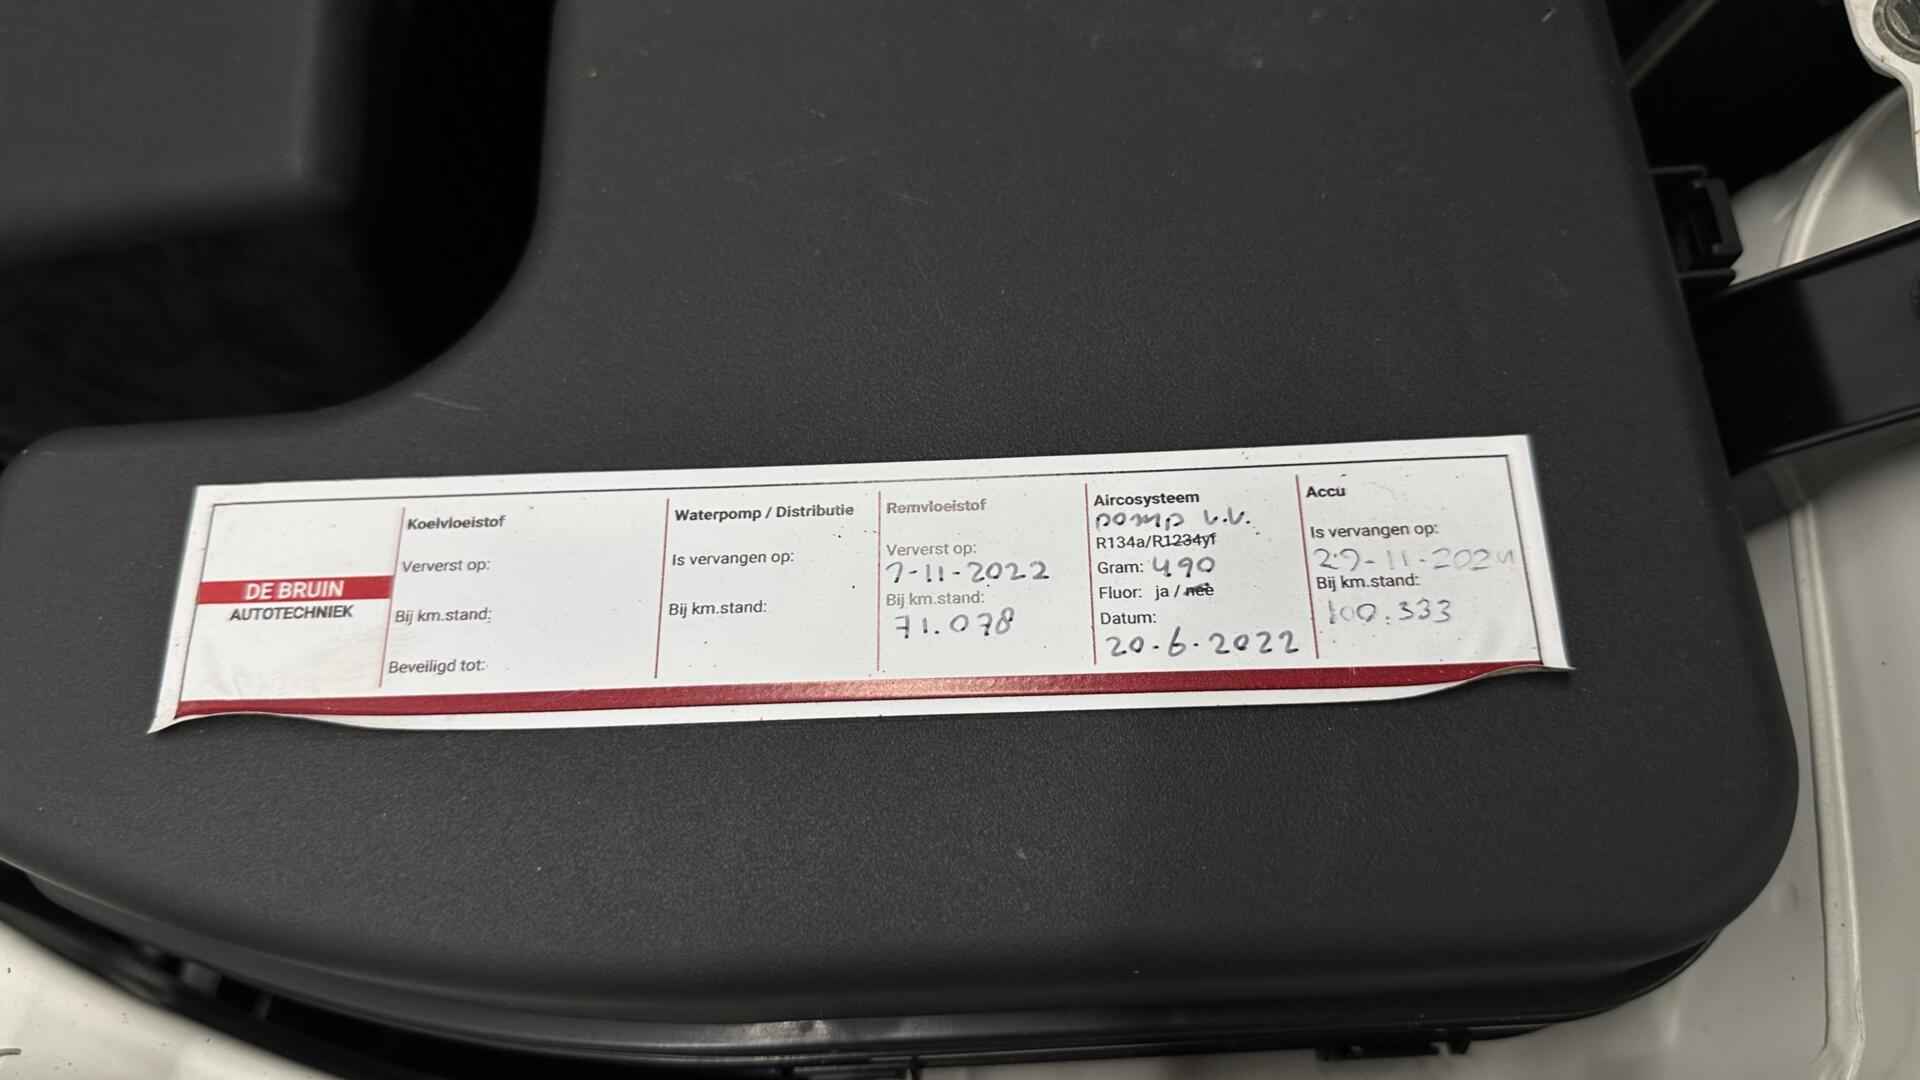 DE BRUIN
AUTOTECHNIEK
Koelvloeistof
Ververst op:
Bij km.stand:
Beveiligd tot:
Waterpomp / Distributie
Is vervangen op:
Bij km.stand:
Remvloeistof
Ververst op:
7-11-2022
Bij km.stand:
71.078
Aircosysteem
pomp v.v.
R134a/R1234yf
Gram: 490
Fluor: ja / nee
Datum:
20-6-2022
Accu
Is vervangen op:
29-11-2024
Bij km.stand:
100.333